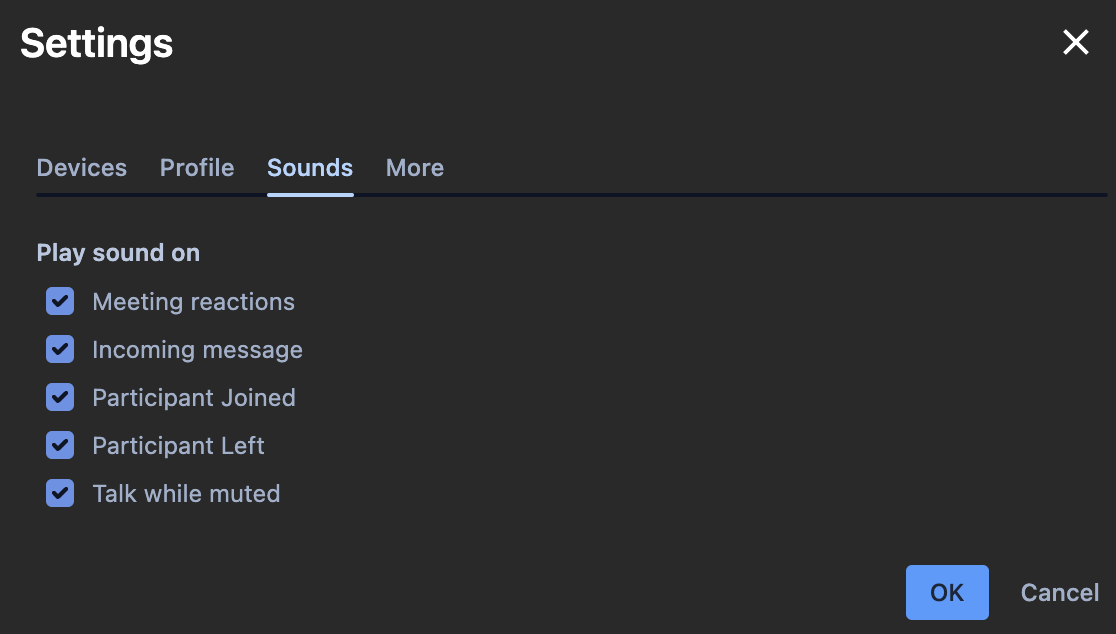 Settings
Devices Profile Sounds More
Play sound on
Meeting reactions
Incoming message
Participant Joined
Participant Left
Talk while muted
OK Cancel